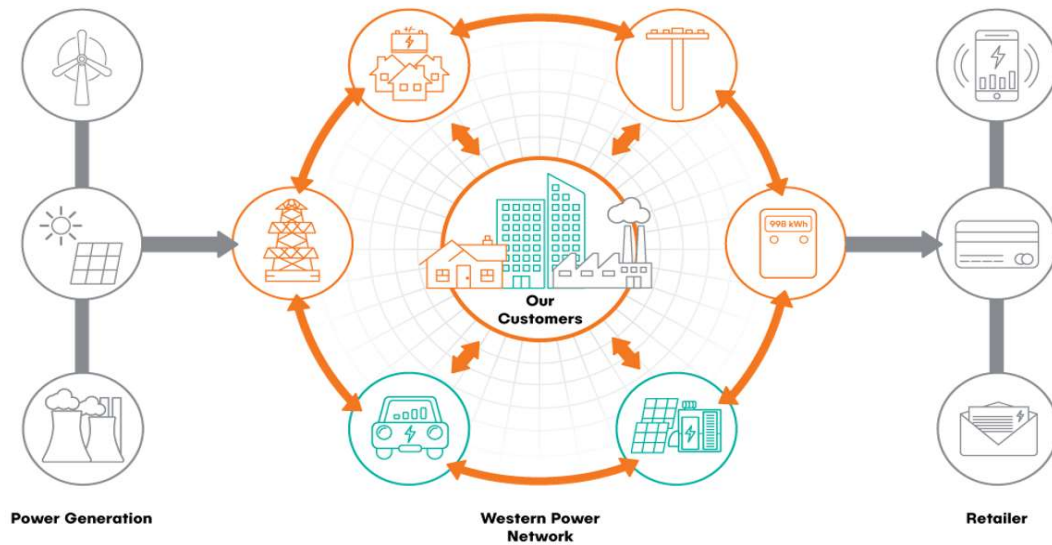 998 kWh
+/-
Our
Customers
Power Generation
Western Power
Network
Retailer